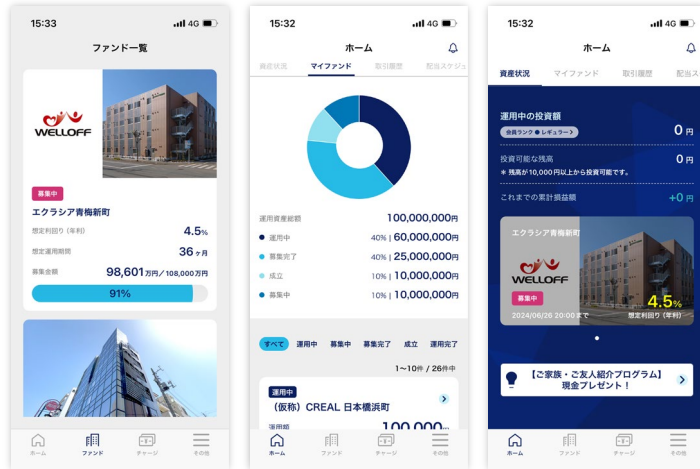 15:33
4G
ファンド一覧
WELLOFF
募集中
エクラシア青梅新町
想定利回り（年利）
4.5%
想定運用期間
36ヶ月
募集金額
98,601万円／108,000万円
91%
ホーム
ファンド
チャージ
その他
15:32
4G
ホーム
資産状況
マイファンド
取引履歴
配当スケジュ
運用資産総額
100,000,000円
運用中
40% | 60,000,000円
募集完了
40% | 25,000,000円
成立
10% | 10,000,000円
募集中
10% | 10,000,000円
すべて
運用中
募集中
募集完了
成立
運用完了
1〜10件 / 26件中
運用中
（仮称）CREAL 日本橋浜町
運用額
100,000
ホーム
ファンド
チャージ
その他
15:32
4G
ホーム
資産状況
マイファンド
取引履歴
配当ス
運用中の投資額
会員ランク ● レギュラー >
0 円
投資可能な残高
0 円
* 残高が10,000円以上から投資可能です。
これまでの累計損益額
+0 円
エクラシア青梅新町
WELLOFF
募集中
4.5%
2024/06/26 20:00まで
想定利回り（年利）
【ご家族・ご友人紹介プログラム】
現金プレゼント！
ホーム
ファンド
チャージ
その他